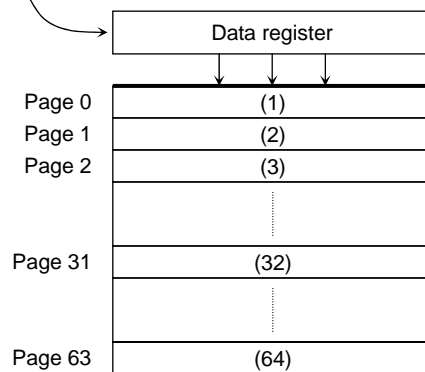 Data register
Page 0 (1)
Page 1 (2)
Page 2 (3)
Page 31 (32)
Page 63 (64)